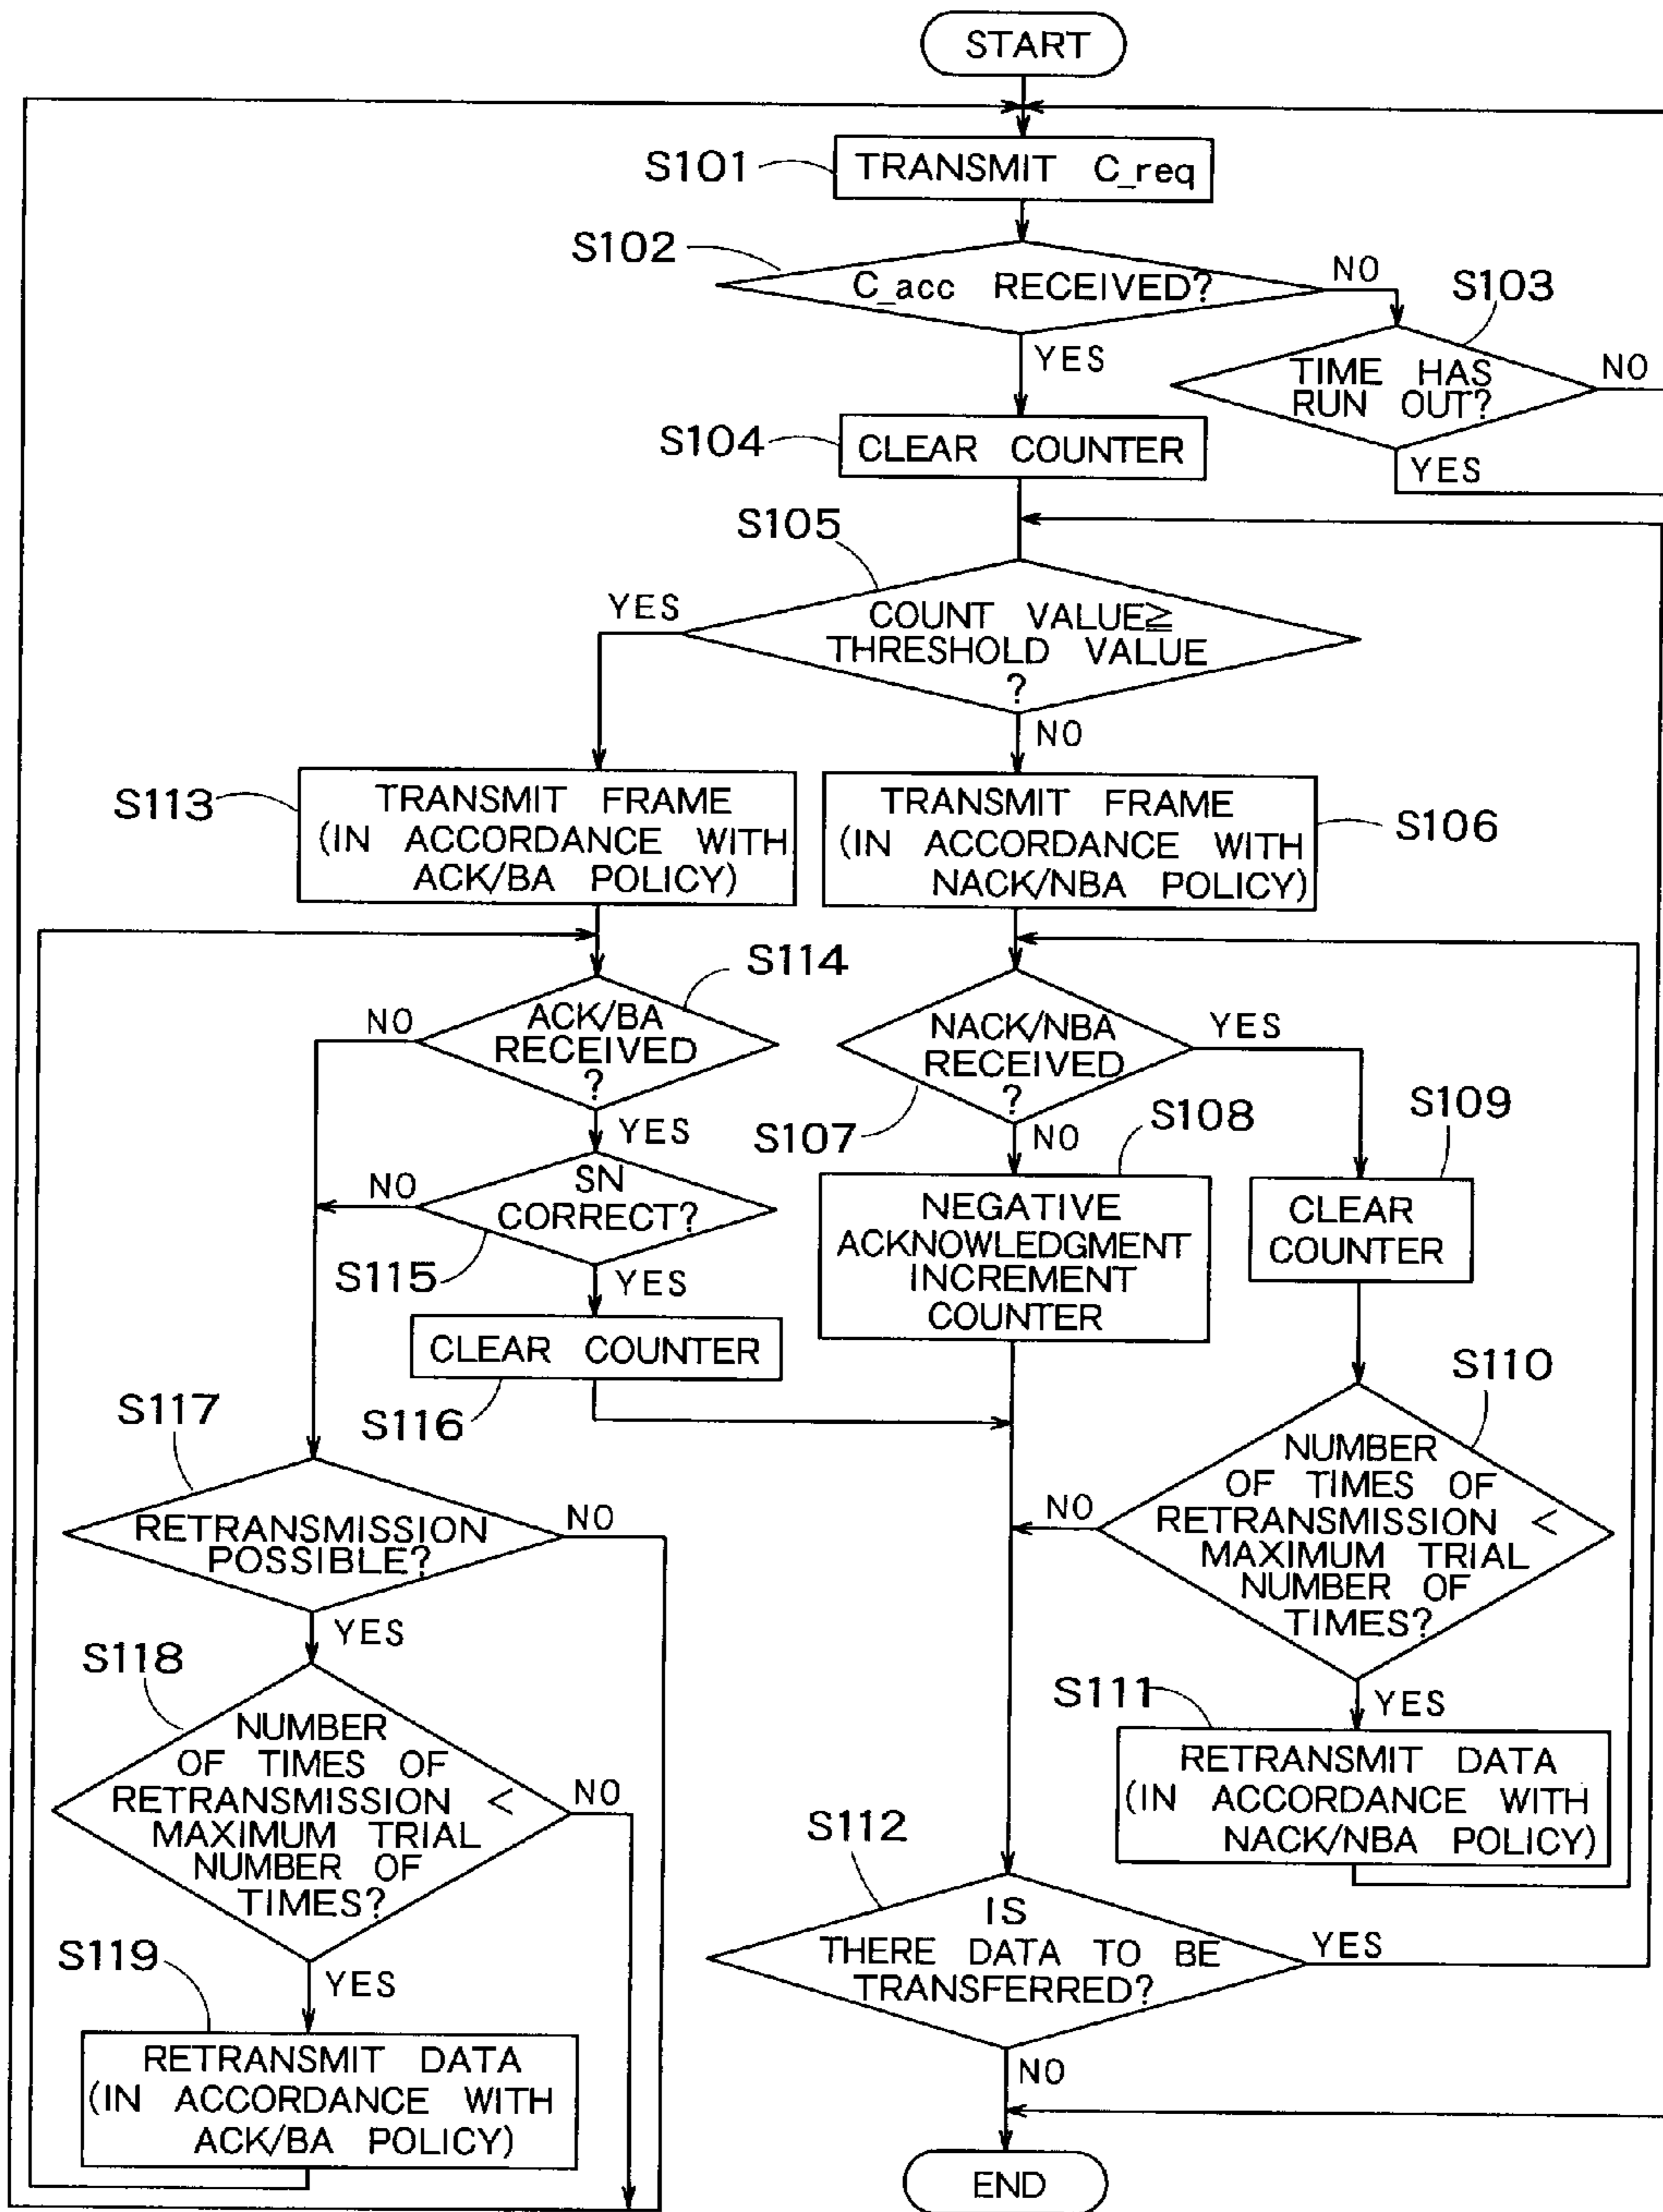 START
S101
TRANSMIT C_req
S102
C_acc RECEIVED?
NO
S103
YES
TIME HAS
RUN OUT?
NO
YES
S104
CLEAR COUNTER
S105
YES
COUNT VALUE≧
THRESHOLD VALUE
?
NO
S113
TRANSMIT FRAME
(IN ACCORDANCE WITH
ACK/BA POLICY)
TRANSMIT FRAME
(IN ACCORDANCE WITH
NACK/NBA POLICY)
S106
S114
NO
ACK/BA
RECEIVED
?
YES
NACK/NBA
RECEIVED
?
YES
S107
NO
S108
S109
NO
SN
CORRECT?
S115
YES
NEGATIVE
ACKNOWLEDGMENT
INCREMENT
COUNTER
CLEAR
COUNTER
CLEAR COUNTER
S116
S110
NUMBER
OF TIMES OF
RETRANSMISSION <
MAXIMUM TRIAL
NUMBER OF
TIMES?
NO
YES
S117
RETRANSMISSION
POSSIBLE?
NO
YES
S118
NUMBER
OF TIMES OF
RETRANSMISSION <
MAXIMUM TRIAL
NUMBER OF
TIMES?
NO
YES
S111
RETRANSMIT DATA
(IN ACCORDANCE WITH
NACK/NBA POLICY)
S112
IS
THERE DATA TO BE
TRANSFERRED?
YES
NO
S119
RETRANSMIT DATA
(IN ACCORDANCE WITH
ACK/BA POLICY)
END